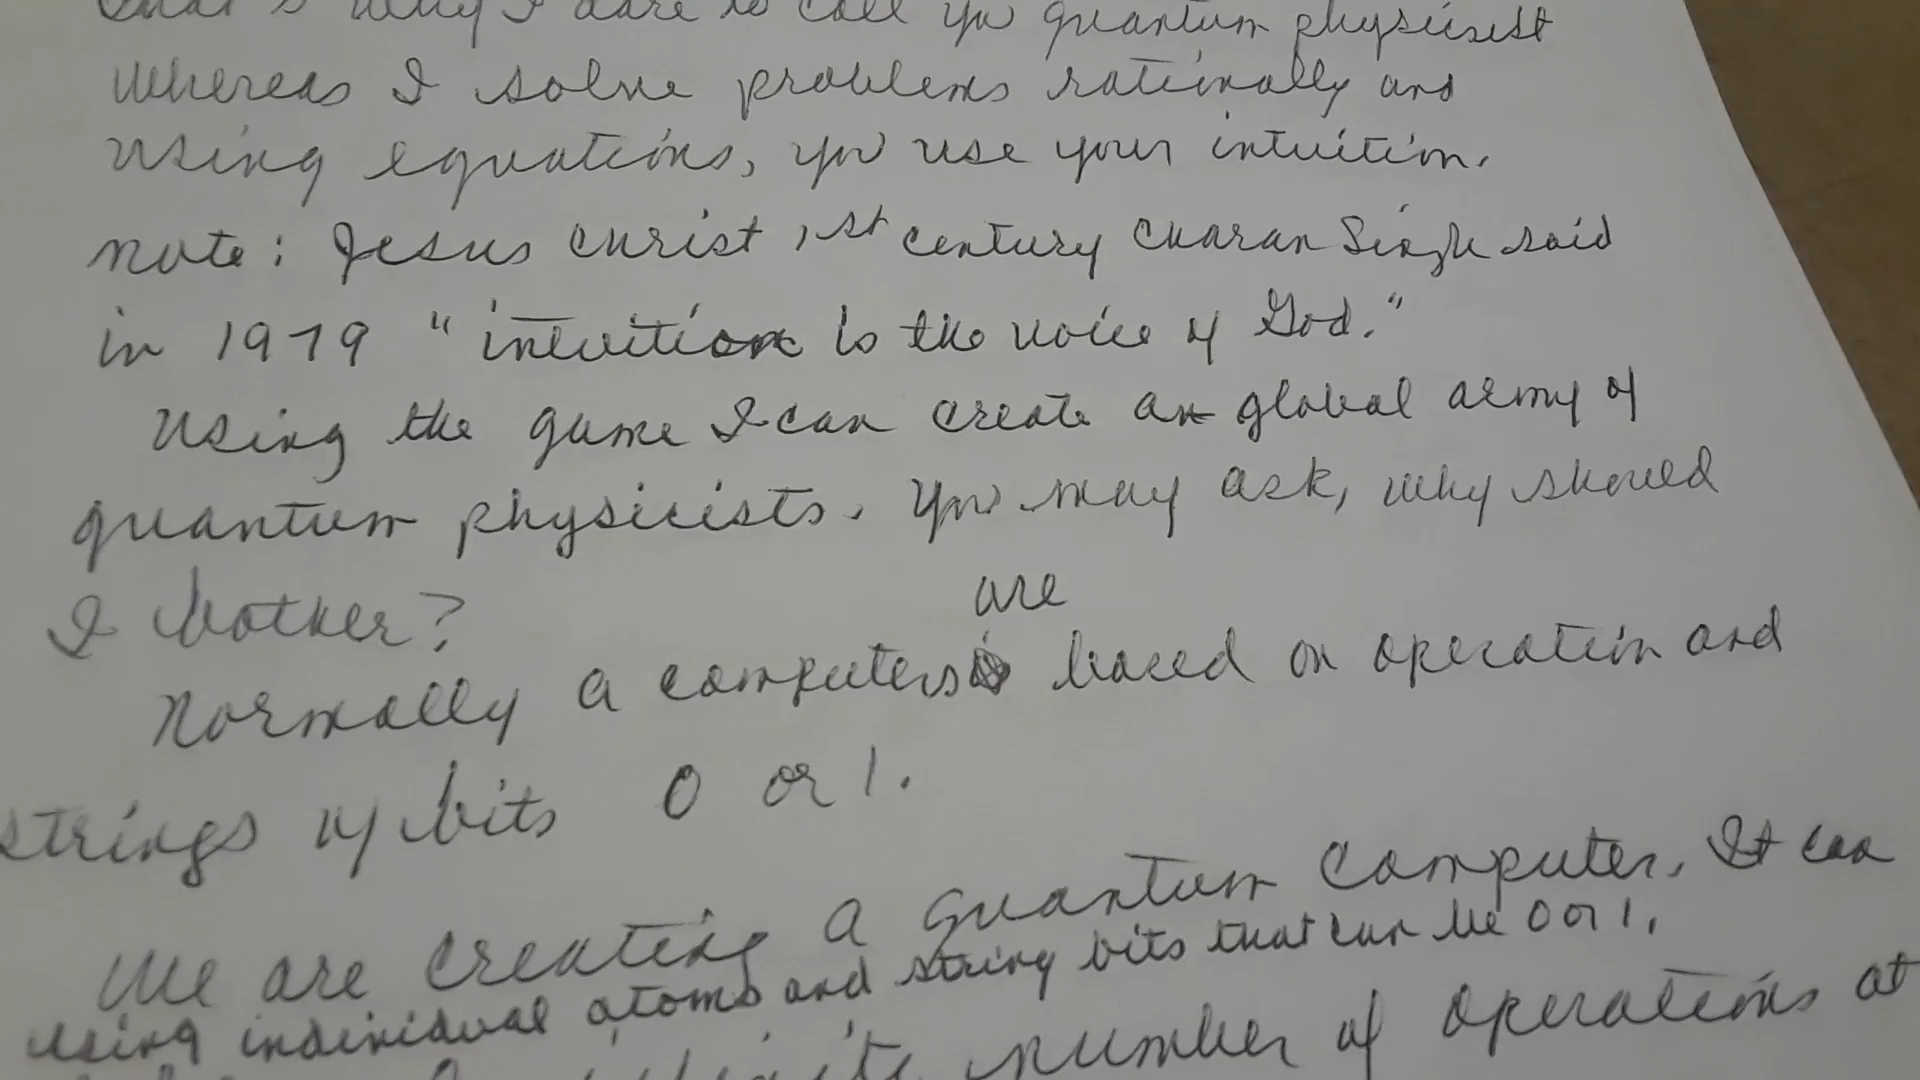 that's why I dare to call you quantum physicist
whereas I solve problems rationally and
using equations, you use your intuition.
note: Jesus Christ, 1st century Charan Singh said
in 1979 "intuition is the voice of God."
Using the game I can create a global army of
quantum physicists. You may ask, why should
I bother?
are
Normally a computers based on operation and
strings of bits 0 or 1.
We are creating a quantum computer. It can
using individual atoms and string bits that can be 0 or 1.
number of operations at